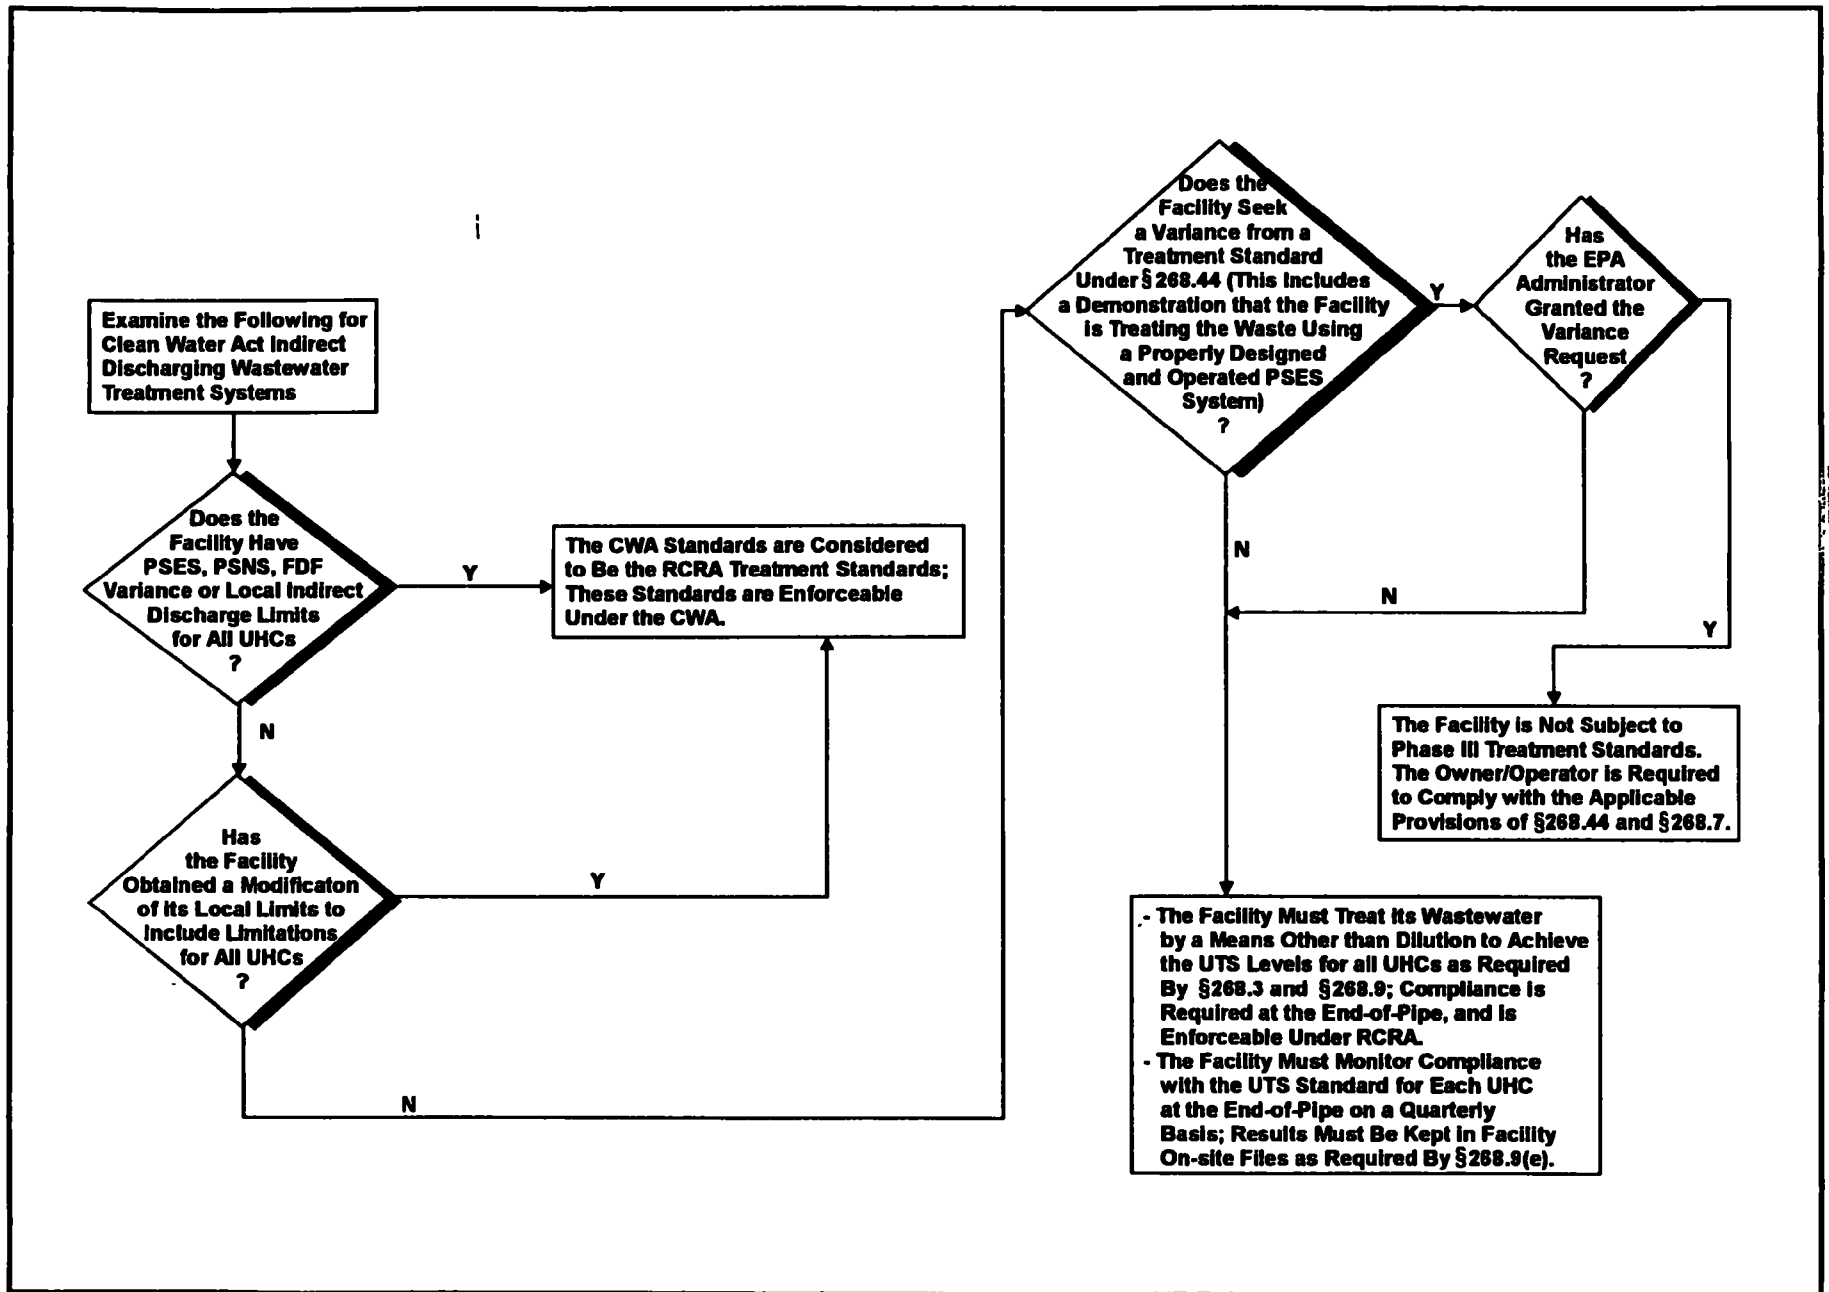 Examine the Following for
Clean Water Act Indirect
Discharging Wastewater
Treatment Systems
Does the
Facility Have
PSES, PSNS, FDF
Variance or Local Indirect
Discharge Limits
for All UHCs
?
Y
The CWA Standards are Considered
to Be the RCRA Treatment Standards;
These Standards are Enforceable
Under the CWA.
N
Has
the Facility
Obtained a Modificaton
of its Local Limits to
Include Limitations
for All UHCs
?
Y
N
Does the
Facility Seek
a Variance from a
Treatment Standard
Under § 268.44 (This Includes
a Demonstration that the Facility
is Treating the Waste Using
a Properly Designed
and Operated PSES
System)
?
Y
Has
the EPA
Administrator
Granted the
Variance
Request
?
N
N
Y
The Facility is Not Subject to
Phase III Treatment Standards.
The Owner/Operator is Required
to Comply with the Applicable
Provisions of §268.44 and §268.7.
- The Facility Must Treat its Wastewater
by a Means Other than Dilution to Achieve
the UTS Levels for all UHCs as Required
By §268.3 and §268.9; Compliance is
Required at the End-of-Pipe, and is
Enforceable Under RCRA.
- The Facility Must Monitor Compliance
with the UTS Standard for Each UHC
at the End-of-Pipe on a Quarterly
Basis; Results Must Be Kept in Facility
On-site Files as Required By §268.9(e).